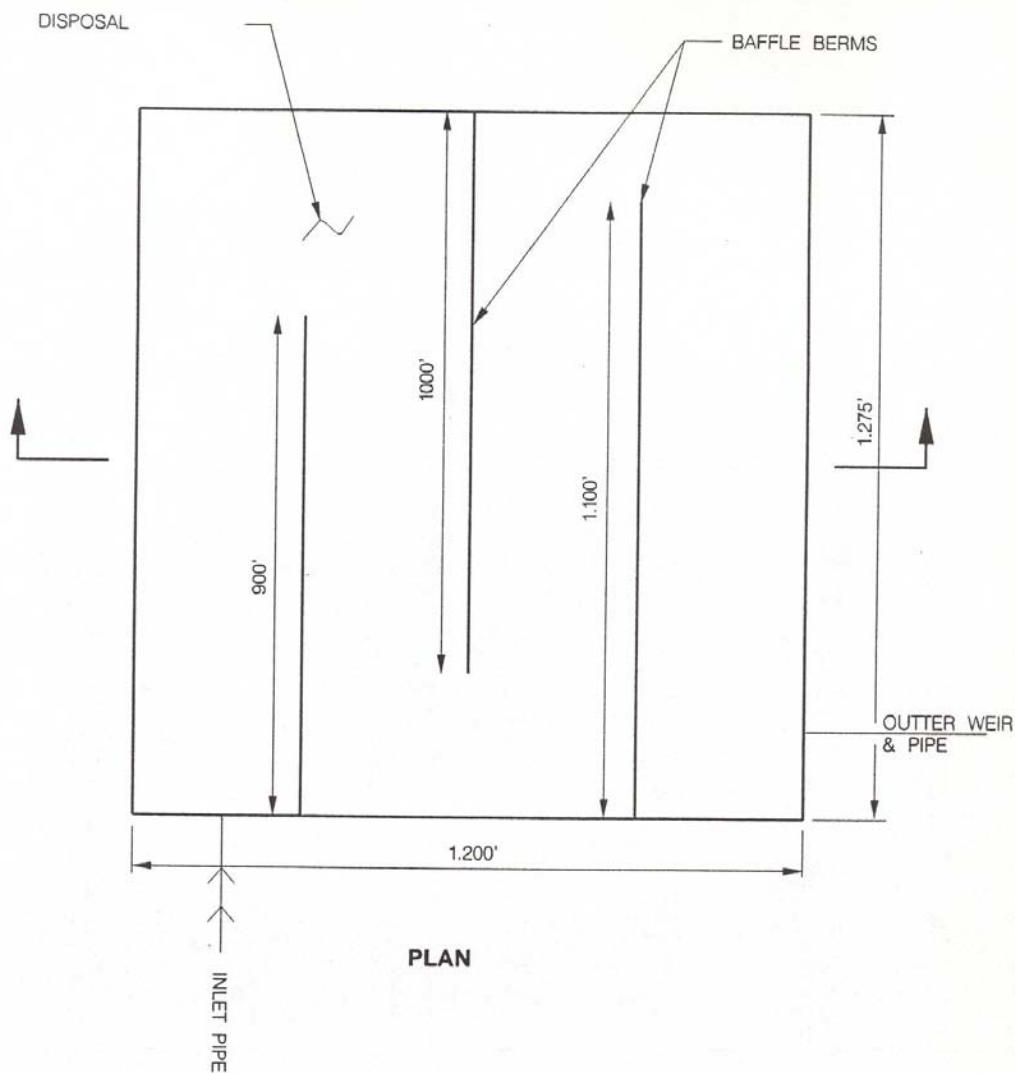 DISPOSAL
BAFFLE BERMS
1000'
1.275'
1.100'
900'
OUTTER WEIR
& PIPE
1.200'
PLAN
INLET PIPE